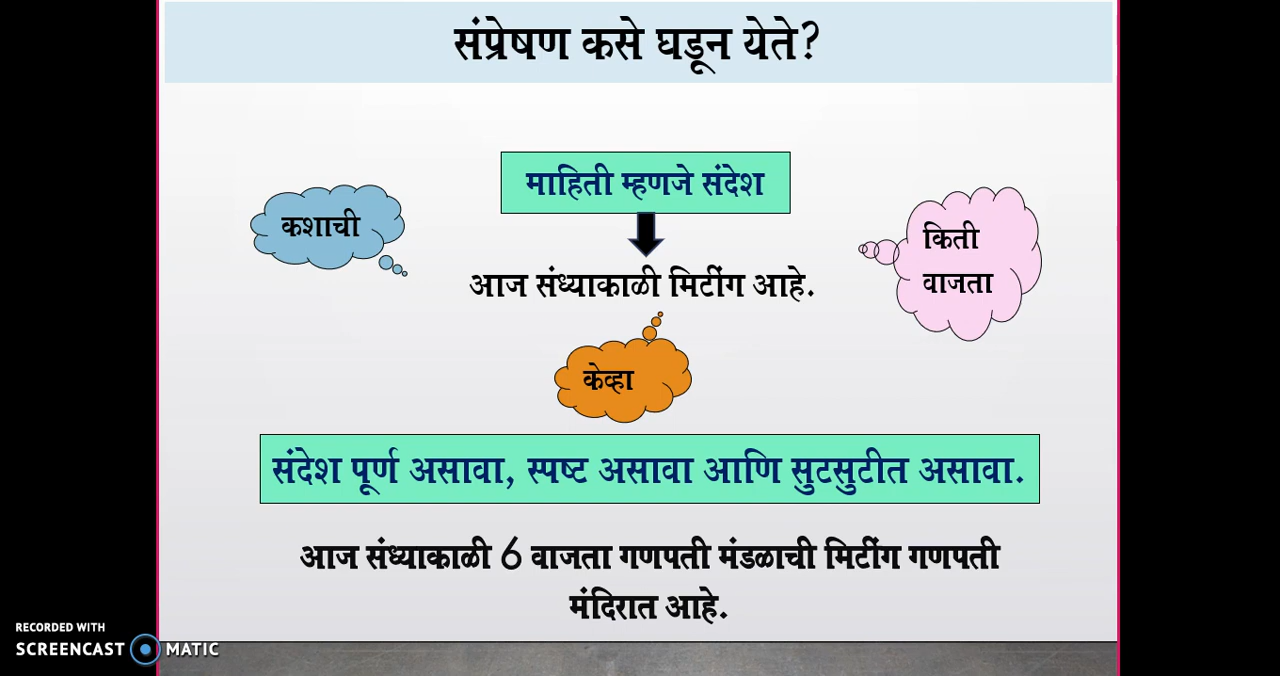 संप्रेषण कसे घडून येते?
माहिती म्हणजे संदेश
कशाची
किती
वाजता
आज संध्याकाळी मिटींग आहे.
केव्हा
संदेश पूर्ण असावा, स्पष्ट असावा आणि सुटसुटीत असावा.
आज संध्याकाळी 6 वाजता गणपती मंडळाची मिटींग गणपती
मंदिरात आहे.
RECORDED WITH
SCREENCAST MATIC